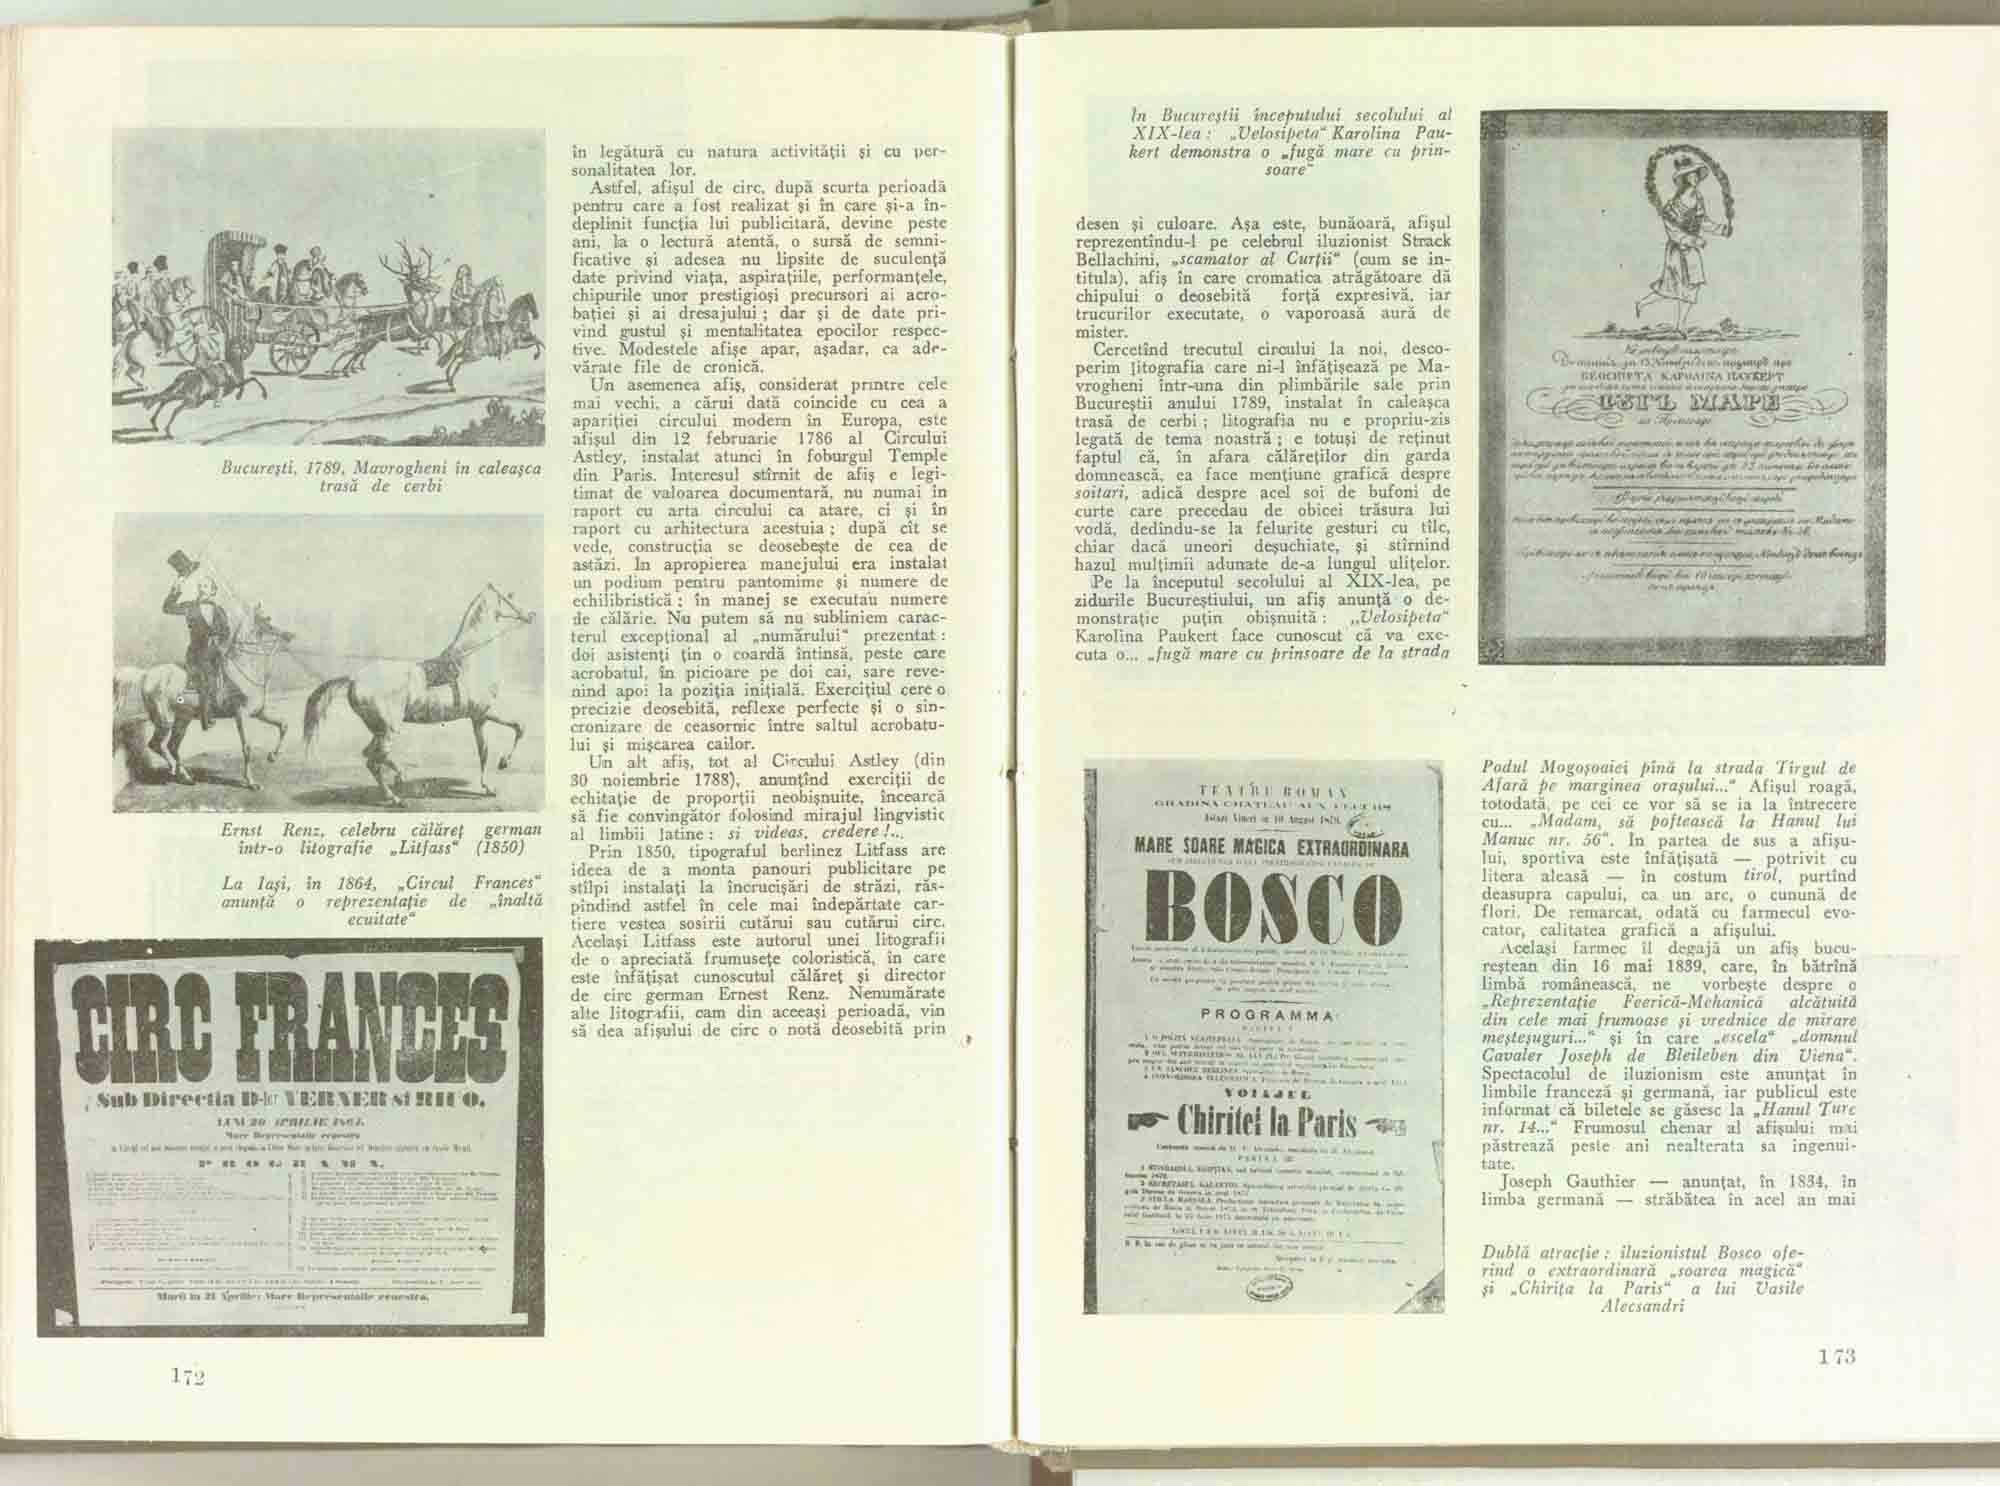 București, 1789, Mavrogheni în caleașca
trasă de cerbi
Ernst Renz, celebru călăreț german
într-o litografie „Litfass“ (1850)
La Iași, în 1864, „Circul Frances“
anunță o reprezentație de „înaltă
ecuitate“
CIRC FRANCES
Sub Directia D-lor VERNER si RICO.
LUNI 20 APRILIE 1864.
Mare Representatie ecuestra
PROGRAMA.
Marti in 21 Aprilie: Mare Representatie ecuestra.
172
în legătură cu natura activității și cu per-
sonalitatea lor.
Astfel, afișul de circ, după scurta perioadă
pentru care a fost realizat și în care și-a în-
deplinit funcția lui publicitară, devine peste
ani, la o lectură atentă, o sursă de semni-
ficative și adesea nu lipsite de suculență
date privind viața, aspirațiile, performanțele,
chipurile unor prestigioși precursori ai acro-
bației și ai dresajului ; dar și de date pri-
vind gustul și mentalitatea epocilor respec-
tive. Modestele afișe apar, așadar, ca ade-
vărate file de cronică.
Un asemenea afiș, considerat printre cele
mai vechi, a cărui dată coincide cu cea a
apariției circului modern în Europa, este
afișul din 12 februarie 1786 al Circului
Astley, instalat atunci în foburgul Temple
din Paris. Interesul stîrnit de afiș e legi-
timat de valoarea documentară, nu numai în
raport cu arta circului ca atare, ci și în
raport cu arhitectura acestuia ; după cît se
vede, construcția se deosebește de cea de
astăzi. In apropierea manejului era instalat
un podium pentru pantomime și numere de
echilibristică ; în manej se executau numere
de călărie. Nu putem să nu subliniem carac-
terul excepțional al „numărului“ prezentat :
doi asistenți țin o coardă întinsă, peste care
acrobatul, în picioare pe doi cai, sare reve-
nind apoi la poziția inițială. Exercițiul cere o
precizie deosebită, reflexe perfecte și o sin-
cronizare de ceasornic între saltul acrobatu-
lui și mișcarea cailor.
Un alt afiș, tot al Circului Astley (din
30 noiembrie 1788), anunțînd exerciții de
echitație de proporții neobișnuite, încearcă
să fie convingător folosind mirajul lingvistic
al limbii latine : si videas, credere !...
Prin 1850, tipograful berlinez Litfass are
ideea de a monta panouri publicitare pe
stîlpi instalați la încrucișări de străzi, răs-
pîndind astfel în cele mai îndepărtate car-
tiere vestea sosirii cutărui sau cutărui circ.
Același Litfass este autorul unei litografii
de o apreciată frumusețe coloristică, în care
este înfățișat cunoscutul călăreț și director
de circ german Ernest Renz. Nenumărate
alte litografii, cam din aceeași perioadă, vin
să dea afișului de circ o notă deosebită prin
In Bucureștii începutului secolului al
XIX-lea : „Velosipeta“ Karolina Pau-
kert demonstra o „fugă mare cu prin-
soare“
desen și culoare. Așa este, bunăoară, afișul
reprezentîndu-l pe celebrul iluzionist Strack
Bellachini, „scamator al Curții“ (cum se in-
titula), afiș în care cromatica atrăgătoare dă
chipului o deosebită forță expresivă, iar
trucurilor executate, o vaporoasă aură de
mister.
Cercetînd trecutul circului la noi, desco-
perim litografia care ni-l înfățișează pe Ma-
vrogheni într-una din plimbările sale prin
Bucureștii anului 1789, instalat în caleașca
trasă de cerbi ; litografia nu e propriu-zis
legată de tema noastră ; e totuși de reținut
faptul că, în afara călăreților din garda
domnească, ea face mențiune grafică despre
soitari, adică despre acel soi de bufoni de
curte care precedau de obicei trăsura lui
vodă, dedîndu-se la felurite gesturi cu tîlc,
chiar dacă uneori deșuchiate, și stîrnind
hazul mulțimii adunate de-a lungul ulițelor.
Pe la începutul secolului al XIX-lea, pe
zidurile Bucureștiului, un afiș anunță o de-
monstrație puțin obișnuită : „Velosipeta“
Karolina Paukert face cunoscut că va exe-
cuta o... „fugă mare cu prinsoare de la strada
TEATRU ROMAN
GRADINA CHATEAU AUX FLEURS
MARE SOARE MAGICA EXTRAORDINARA
BOSCO
PROGRAMMA
VOIAJUL
Chiritei la Paris
Podul Mogoșoaiei pînă la strada Tirgul de
Afară pe marginea orașului...“ Afișul roagă,
totodată, pe cei ce vor să se ia la întrecere
cu... „Madam, să poftească la Hanul lui
Manuc nr. 56“. In partea de sus a afișu-
lui, sportiva este înfățișată — potrivit cu
litera aleasă — în costum tirol, purtînd
deasupra capului, ca un arc, o cunună de
flori. De remarcat, odată cu farmecul evo-
cator, calitatea grafică a afișului.
Același farmec îl degajă un afiș bucu-
reștean din 16 mai 1839, care, în bătrînă
limbă românească, ne vorbește despre o
„Reprezentație Feerică-Mehanică alcătuită
din cele mai frumoase și vrednice de mirare
meșteșuguri...“ și în care „escela“ „domnul
Cavaler Joseph de Bleileben din Viena“.
Spectacolul de iluzionism este anunțat în
limbile franceză și germană, iar publicul este
informat că biletele se găsesc la „Hanul Turc
nr. 14...“ Frumosul chenar al afișului mai
păstrează peste ani nealterata sa ingenui-
tate.
Joseph Gauthier — anunțat, în 1834, în
limba germană — străbătea în acel an mai
Dublă atracție : iluzionistul Bosco ofe-
rind o extraordinară „soarea magică“
și „Chirița la Paris“ a lui Vasile
Alecsandri
173